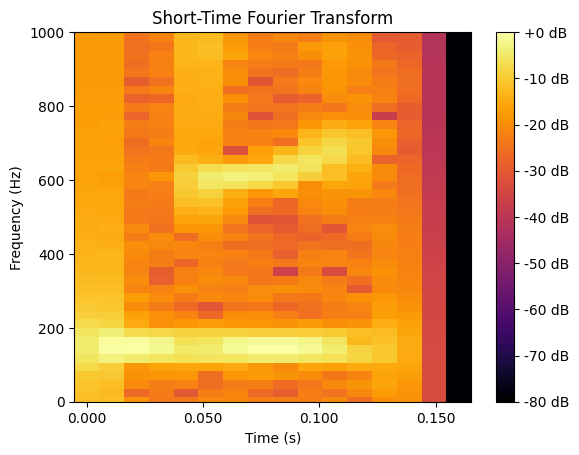 Short-Time Fourier Transform
1000
800
600
400
200
0
Frequency (Hz)
0.000
0.050
0.100
0.150
Time (s)
+0 dB
-10 dB
-20 dB
-30 dB
-40 dB
-50 dB
-60 dB
-70 dB
-80 dB